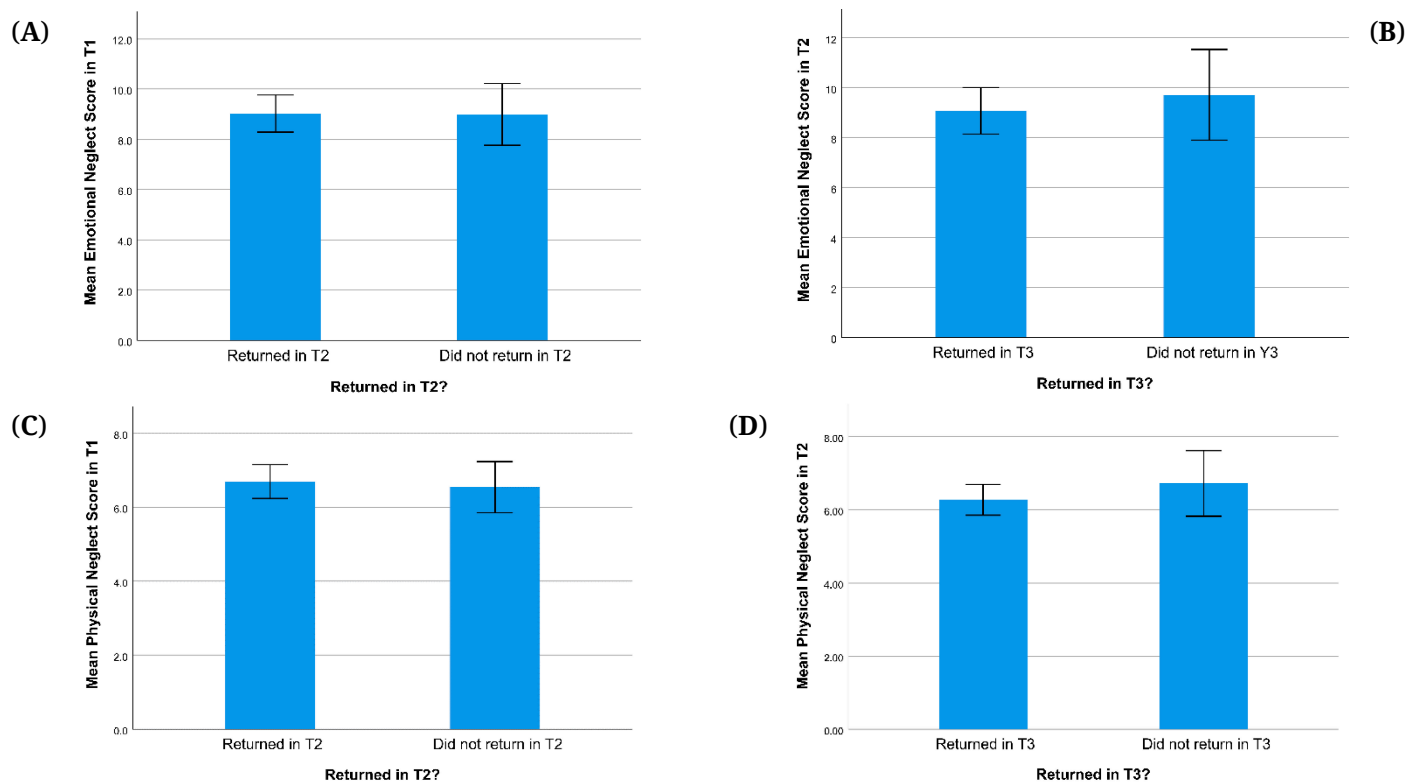 (A)
Mean Emotional Neglect Score in T1
12.0
10.0
8.0
6.0
4.0
2.0
0.0
Returned in T2
Did not return in T2
Returned in T2?
(B)
Mean Emotional Neglect Score in T2
12
10
8
6
4
2
0
Returned in T3
Did not return in Y3
Returned in T3?
(C)
Mean Physical Neglect Score in T1
8.0
6.0
4.0
2.0
0.0
Returned in T2
Did not return in T2
Returned in T2?
(D)
Mean Physical Neglect Score in T2
8.00
6.00
4.00
2.00
0.00
Returned in T3
Did not return in T3
Returned in T3?